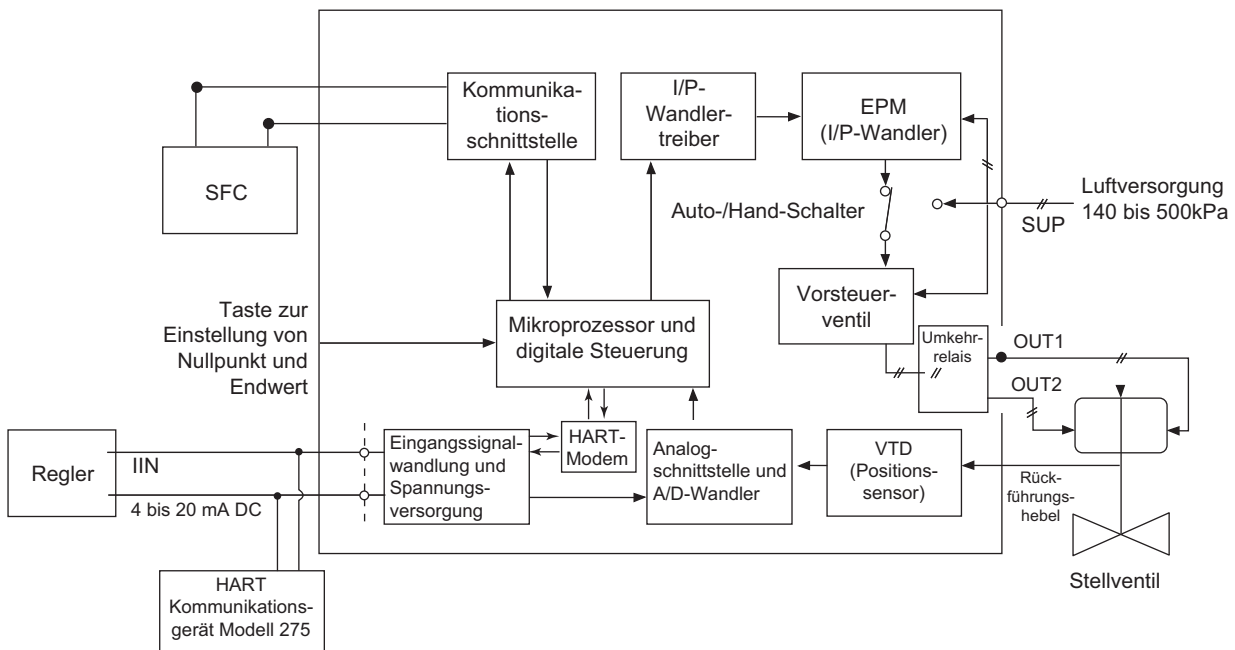 Kommunika-
tions-
schnittstelle
I/P-
Wandler-
treiber
EPM
(I/P-Wandler)
SFC
Auto-/Hand-Schalter
Luftversorgung
140 bis 500kPa
SUP
Vorsteuer-
ventil
Taste zur
Einstellung von
Nullpunkt und
Endwert
Mikroprozessor und
digitale Steuerung
Umkehr-
relais
OUT1
OUT2
Regler
IIN
4 bis 20 mA DC
Eingangssignal-
wandlung und
Spannungs-
versorgung
HART-
Modem
Analog-
schnittstelle und
A/D-Wandler
VTD
(Positions-
sensor)
Rück-
führungs-
hebel
Stellventil
HART
Kommunikations-
gerät Modell 275